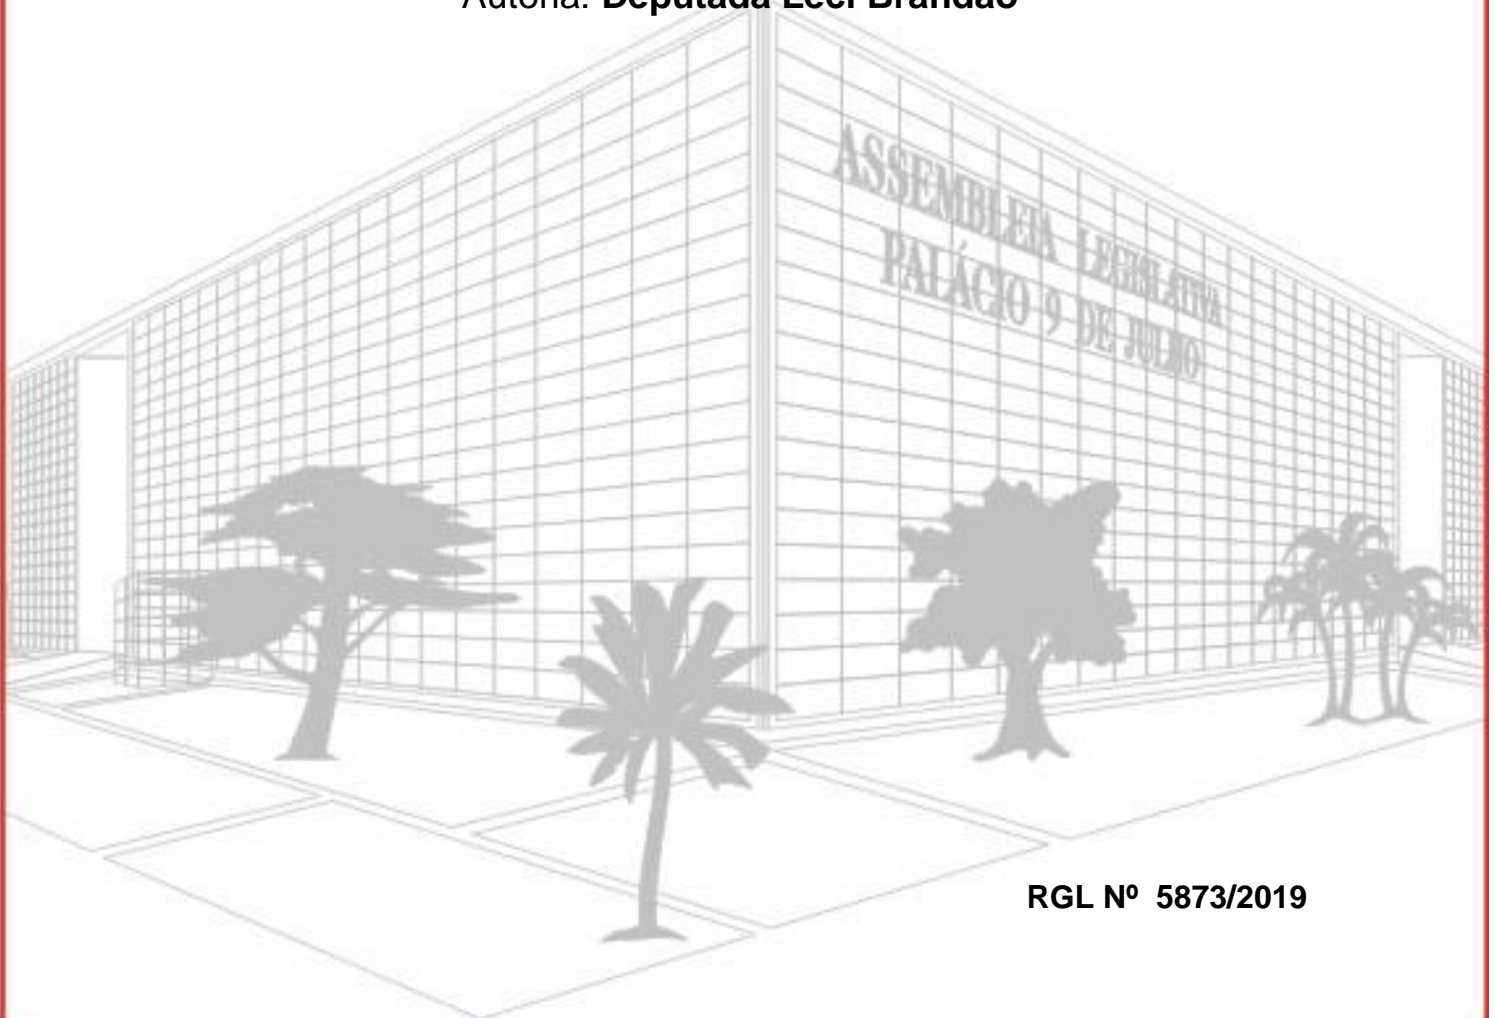 Autoria: Deputada Leci Brandão
ASSEMBLEIA LEGISLATIVA
PALÁCIO 9 DE JULHO
RGL Nº 5873/2019